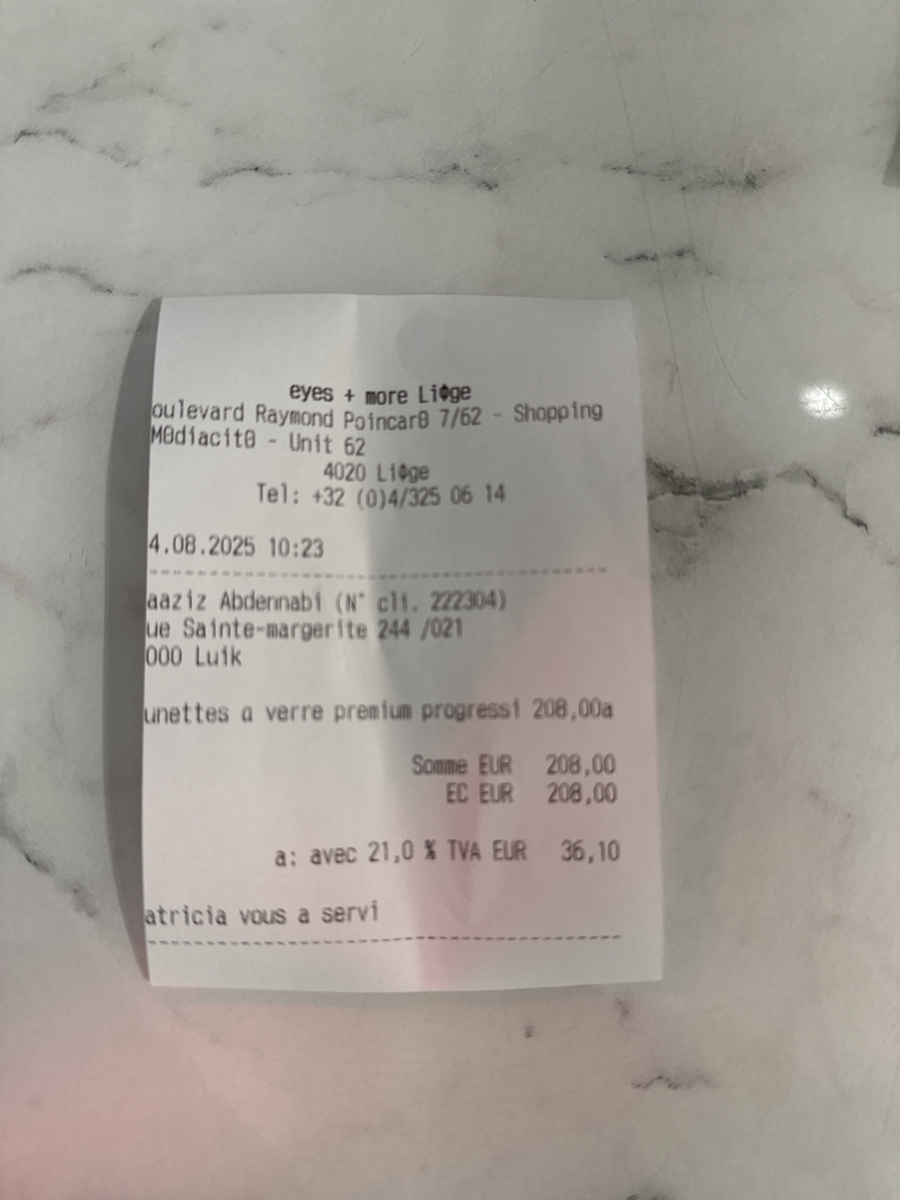 eyes + more Li�ge
oulevard Raymond Poincar0 7/62 - Shopping
M0diacit0 - Unit 62
4020 Li�ge
Tel: +32 (0)4/325 06 14
4.08.2025 10:23
aaziz Abdennabi (N° cli. 222304)
ue Sainte-margerite 244 /021
000 Luik
unettes a verre premium progressi 208,00a
Somme EUR 208,00
EC EUR 208,00
a: avec 21,0 % TVA EUR 36,10
atricia vous a servi